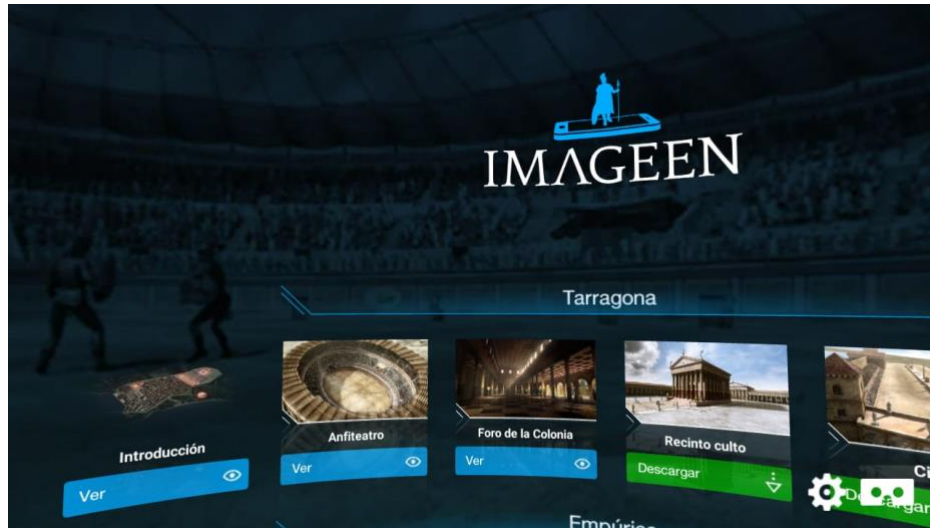 IMAGEEN
Tarragona
Introducción
Ver
Anfiteatro
Ver
Foro de la Colonia
Ver
Recinto culto
Descargar